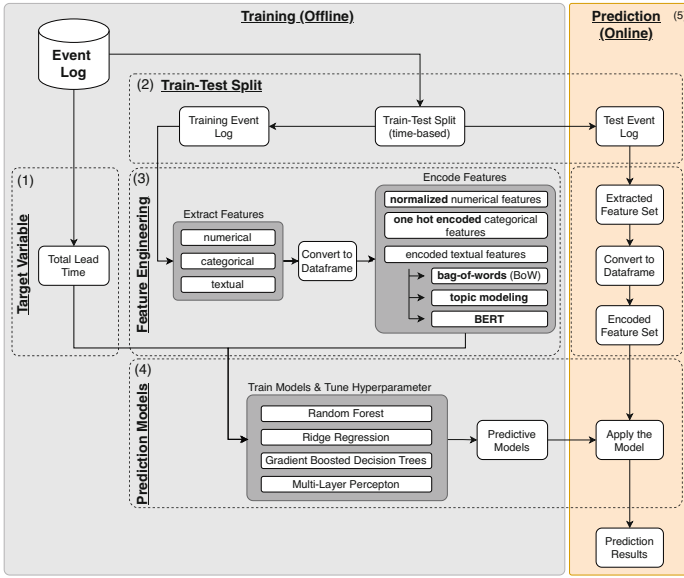 Training (Offline)
Prediction (5)
(Online)
Event
Log
(2) Train-Test Split
Training Event
Log
Train-Test Split
(time-based)
Test Event
Log
(1)
Target Variable
Total Lead
Time
(3)
Feature Engineering
Extract Features
numerical
categorical
textual
Convert to
Dataframe
Encode Features
normalized numerical features
one hot encoded categorical
features
encoded textual features
bag-of-words (BoW)
topic modeling
BERT
Extracted
Feature Set
Convert to
Dataframe
Encoded
Feature Set
(4)
Prediction Models
Train Models & Tune Hyperparameter
Random Forest
Ridge Regression
Gradient Boosted Decision Trees
Multi-Layer Percepton
Predictive
Models
Apply the
Model
Prediction
Results